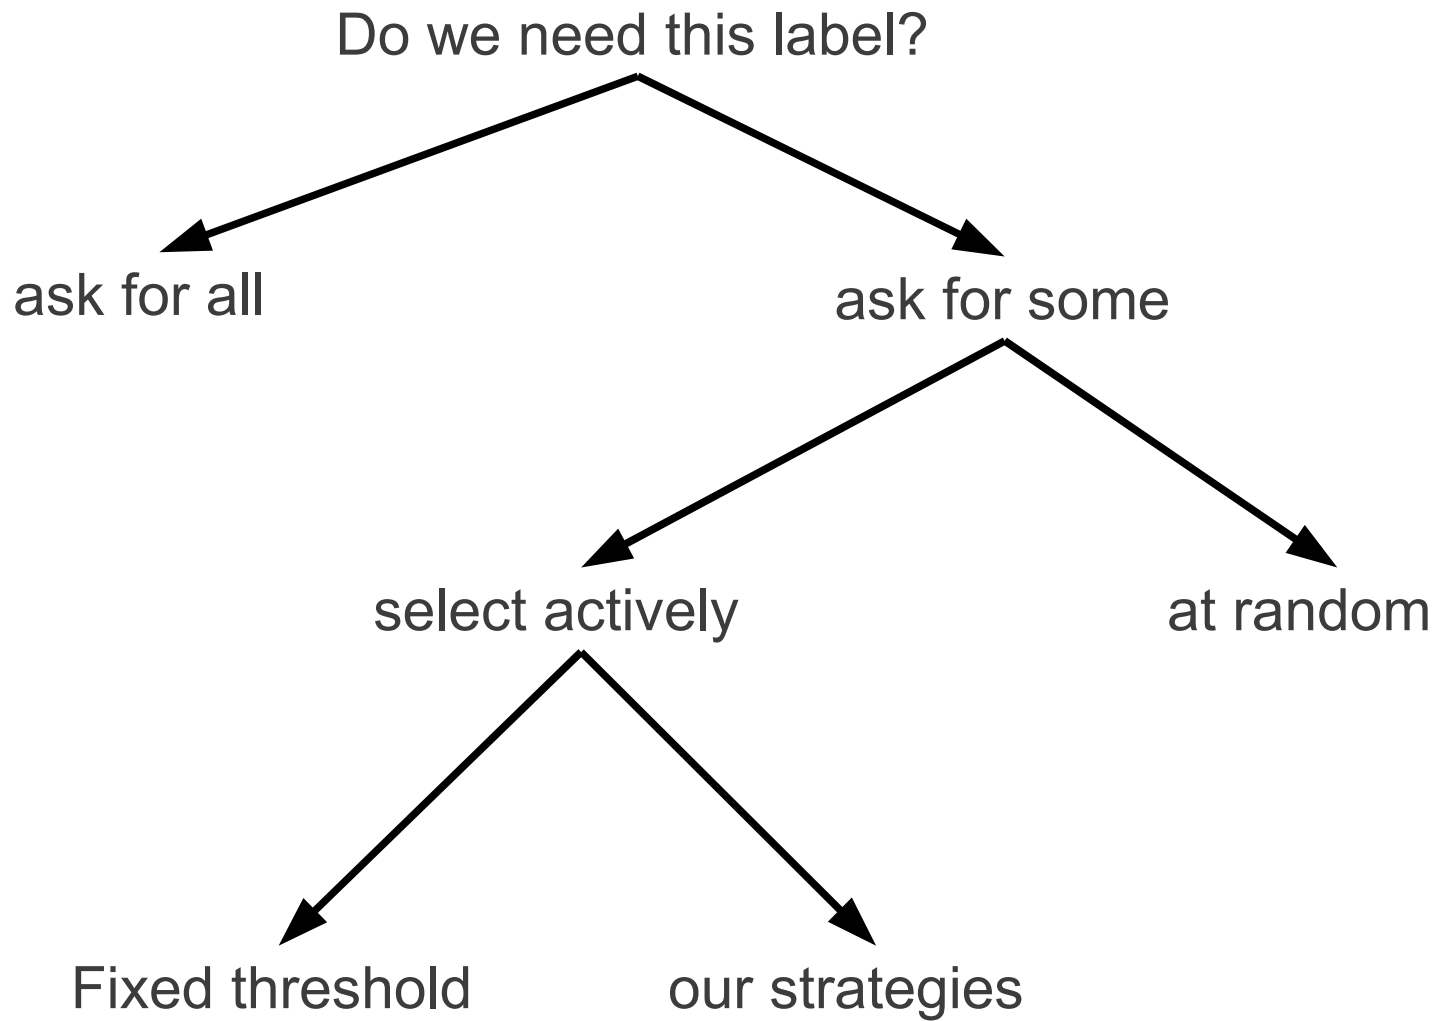 Do we need this label?
ask for all
ask for some
select actively
at random
Fixed threshold
our strategies